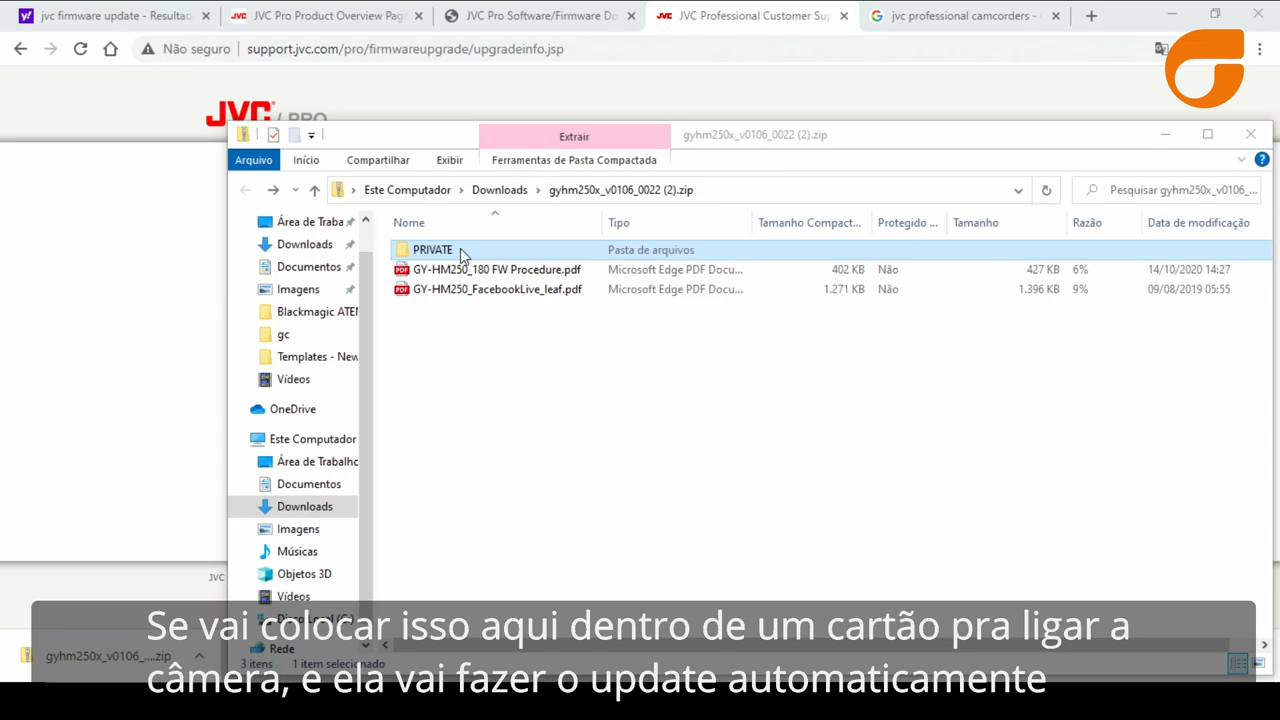 jvc firmware update - Resultad
JVC Pro Product Overview Pag
JVC Pro Software/Firmware Do
JVC Professional Customer Sup
jvc professional camcorders -
Não seguro
support.jvc.com/pro/firmwareupgrade/upgradeinfo.jsp
JVC / PRO
Extrair
gyhm250x_v0106_0022 (2).zip
Arquivo
Início
Compartilhar
Exibir
Ferramentas de Pasta Compactada
Este Computador
Downloads
gyhm250x_v0106_0022 (2).zip
Pesquisar gyhm250x_v0106_...
Nome
Tipo
Tamanho Compact...
Protegido ...
Tamanho
Razão
Data de modificação
PRIVATE
Pasta de arquivos
GY-HM250_180 FW Procedure.pdf
Microsoft Edge PDF Docu...
402 KB
Não
427 KB
6%
14/10/2020 14:27
GY-HM250_FacebookLive_leaf.pdf
Microsoft Edge PDF Docu...
1.271 KB
Não
1.396 KB
9%
09/08/2019 05:55
Área de Traba
Downloads
Documentos
Imagens
Blackmagic ATEM
gc
Templates - New
Vídeos
OneDrive
Este Computador
Área de Trabalho
Documentos
Downloads
Imagens
Músicas
Objetos 3D
Vídeos
Disco Local (C:)
Rede
JVC
3 itens
1 item selecionado
gyhm250x_v0106_....zip
Se vai colocar isso aqui dentro de um cartão pra ligar a
câmera, e ela vai fazer o update automaticamente